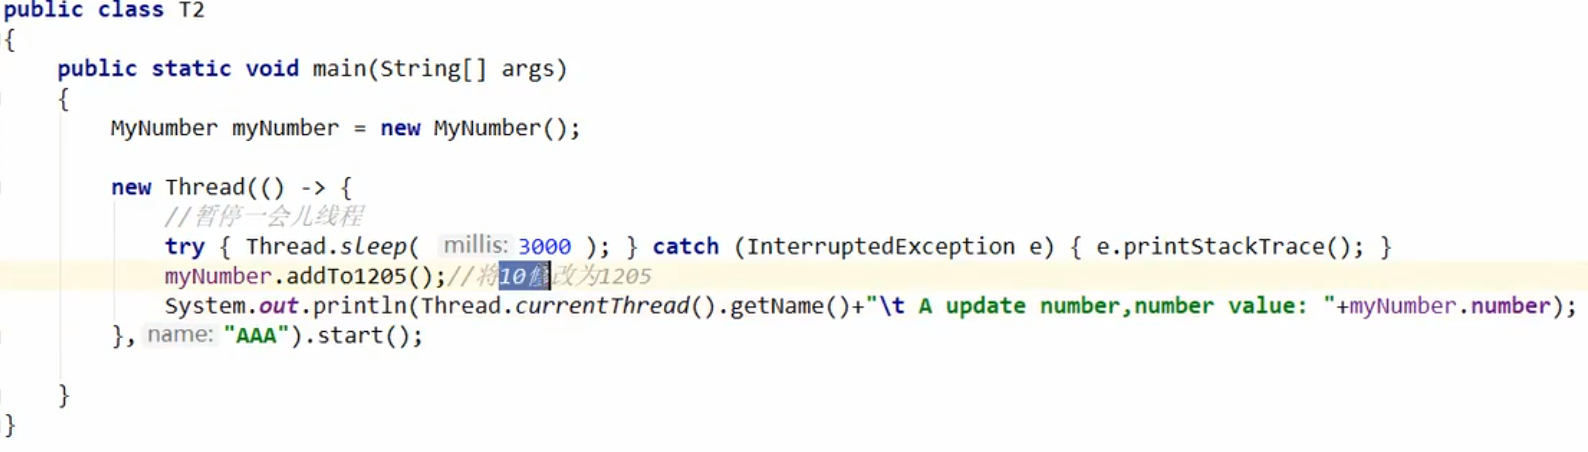 public class T2
{
public static void main(String[] args)
{
MyNumber myNumber = new MyNumber();
new Thread(() -> {
//暂停一会儿线程
try { Thread.sleep( millis: 3000 ); } catch (InterruptedException e) { e.printStackTrace(); }
myNumber.addTo1205();//将10修改为1205
System.out.println(Thread.currentThread().getName()+"\t A update number,number value: "+myNumber.number);
}, name: "AAA").start();
}
}